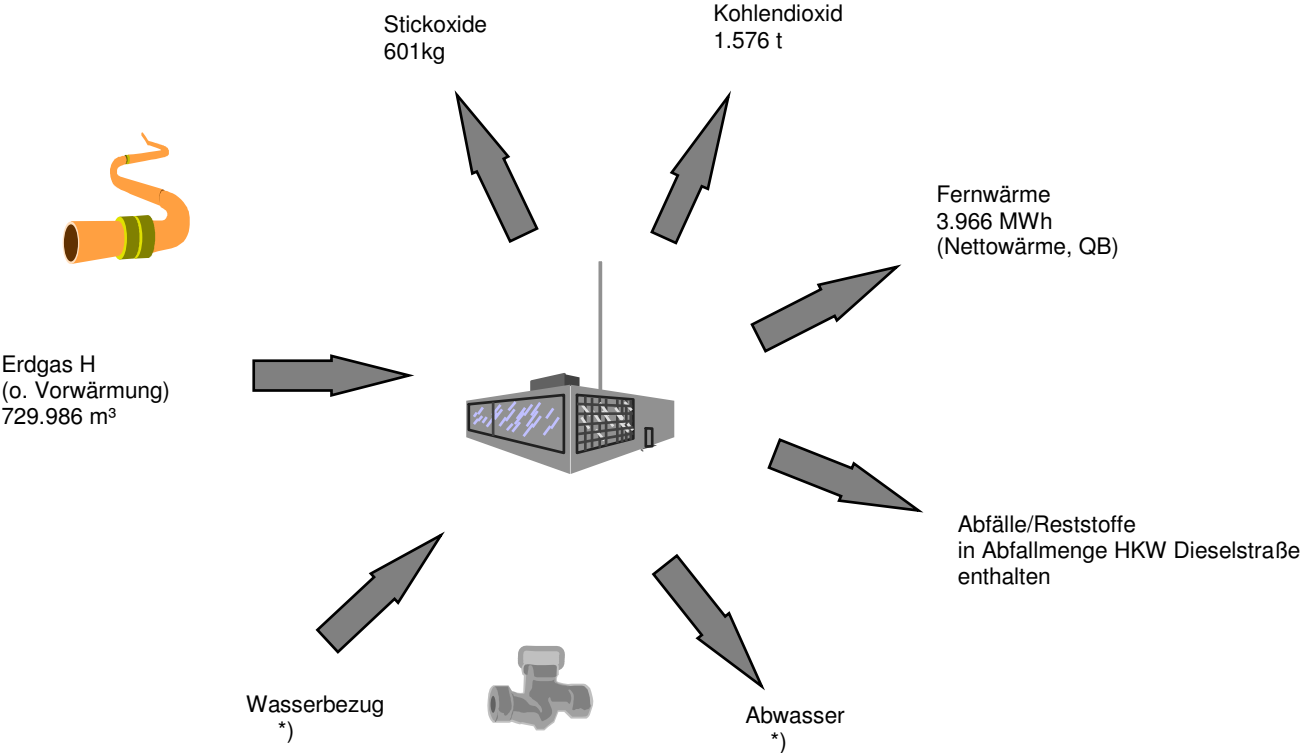 Stickoxide
601kg
Kohlendioxid
1.576 t
Fernwärme
3.966 MWh
(Nettowärme, QB)
Erdgas H
(o. Vorwärmung)
729.986 m³
Abfälle/Reststoffe
in Abfallmenge HKW Dieselstraße
enthalten
Wasserbezug
*)
Abwasser
*)